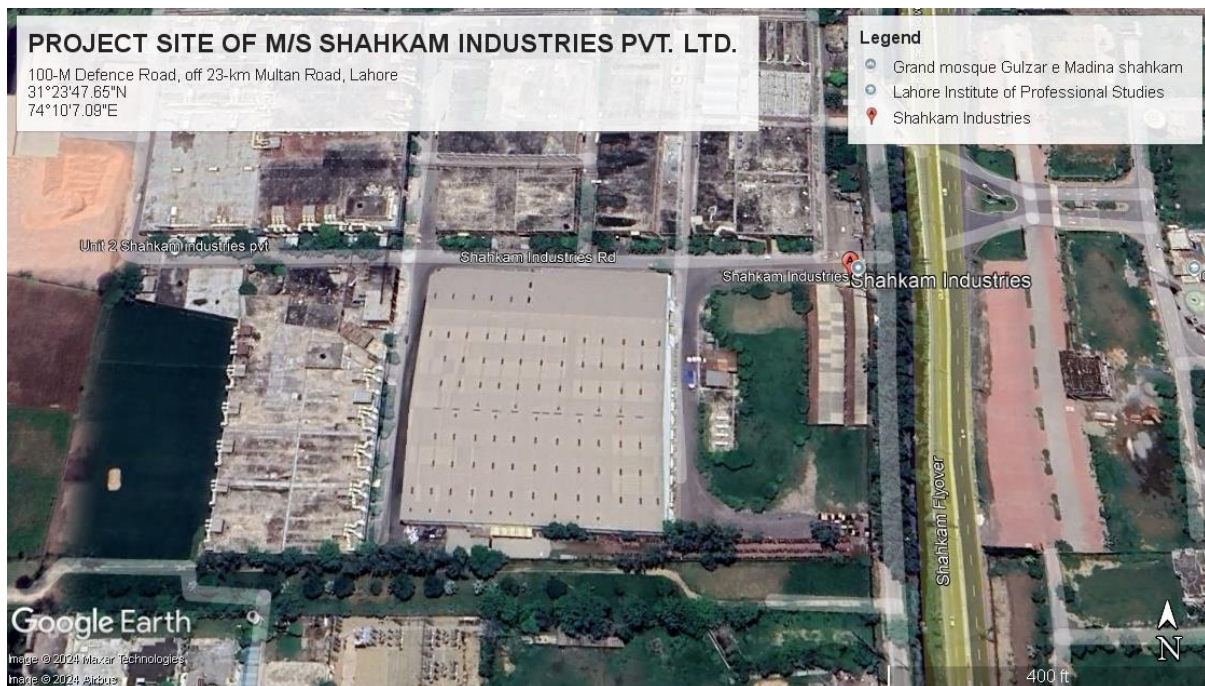 PROJECT SITE OF M/S SHAHKAM INDUSTRIES PVT. LTD.
100-M Defence Road, off 23-km Multan Road, Lahore
31°23'47.65"N
74°10'7.09"E
Legend
Grand mosque Gulzar e Madina shahkam
Lahore Institute of Professional Studies
Shahkam Industries
Unit 2 Shahkam industries pvt
Shahkam Industries Rd
Shahkam Industries
A
Shahkam Industries
A
Shahkam Flyover
Google Earth
Image © 2024 Maxar Technologies
Image © 2024 Airbus
400 ft
N